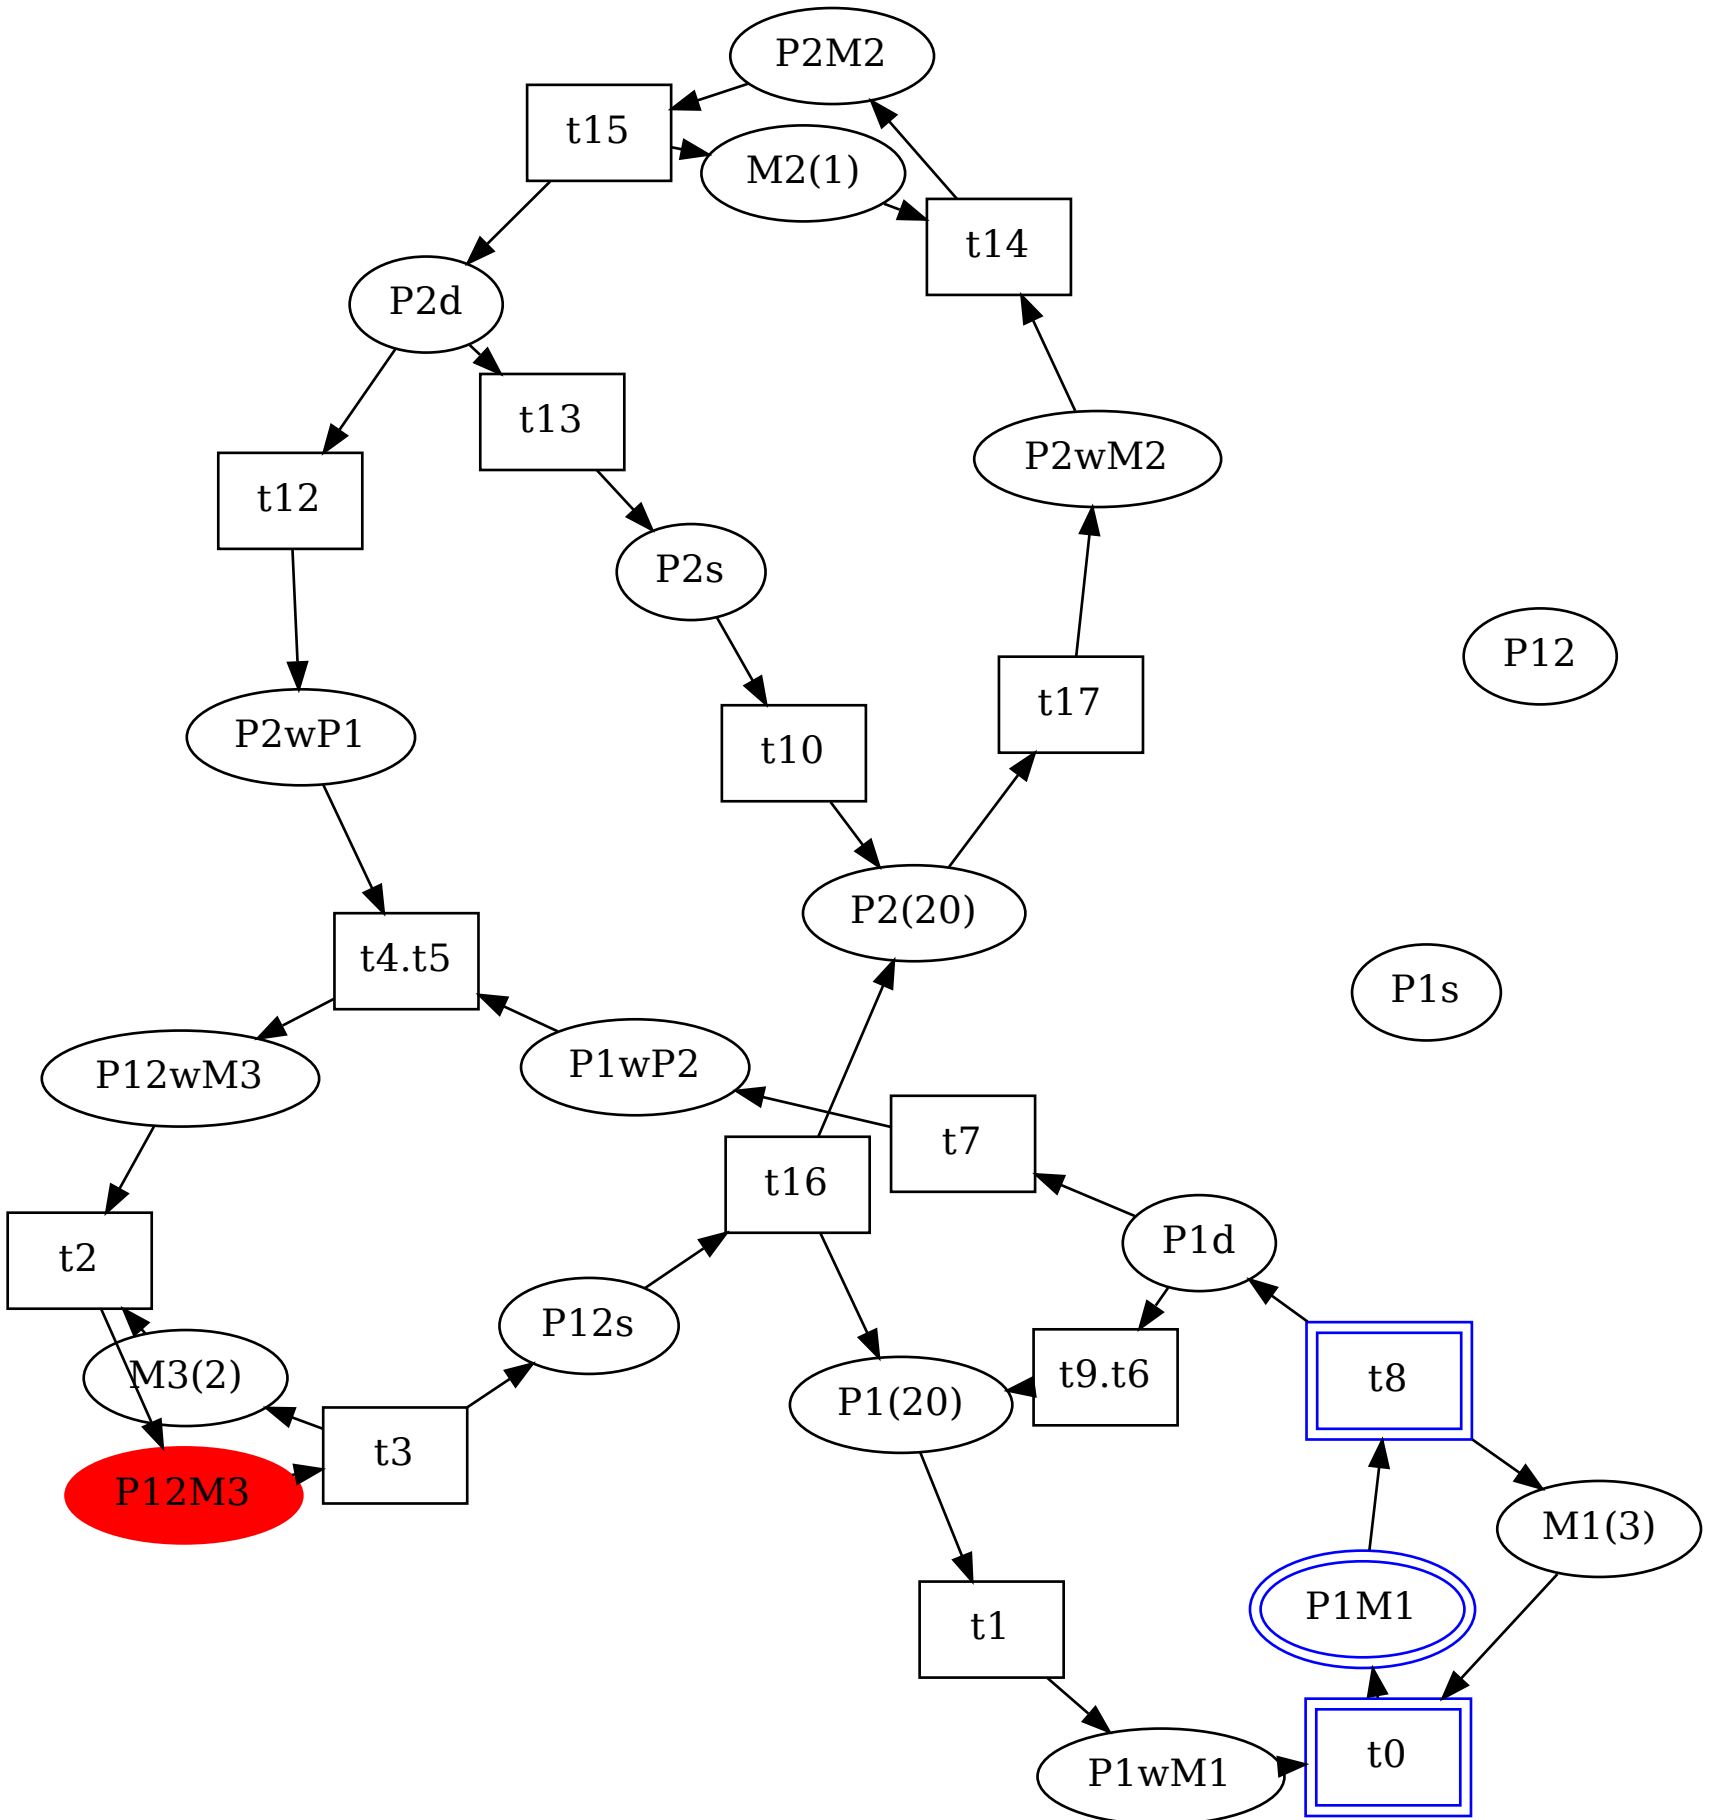 P2M2
t15
M2(1)
t14
P2d
t13
P2wM2
t12
P2s
P12
t17
P2wP1
t10
P2(20)
t4.t5
P1s
P12wM3
P1wP2
t7
t16
P1d
t2
P12s
M3(2)
t9.t6
t8
P1(20)
t3
P12M3
M1(3)
P1M1
t1
t0
P1wM1